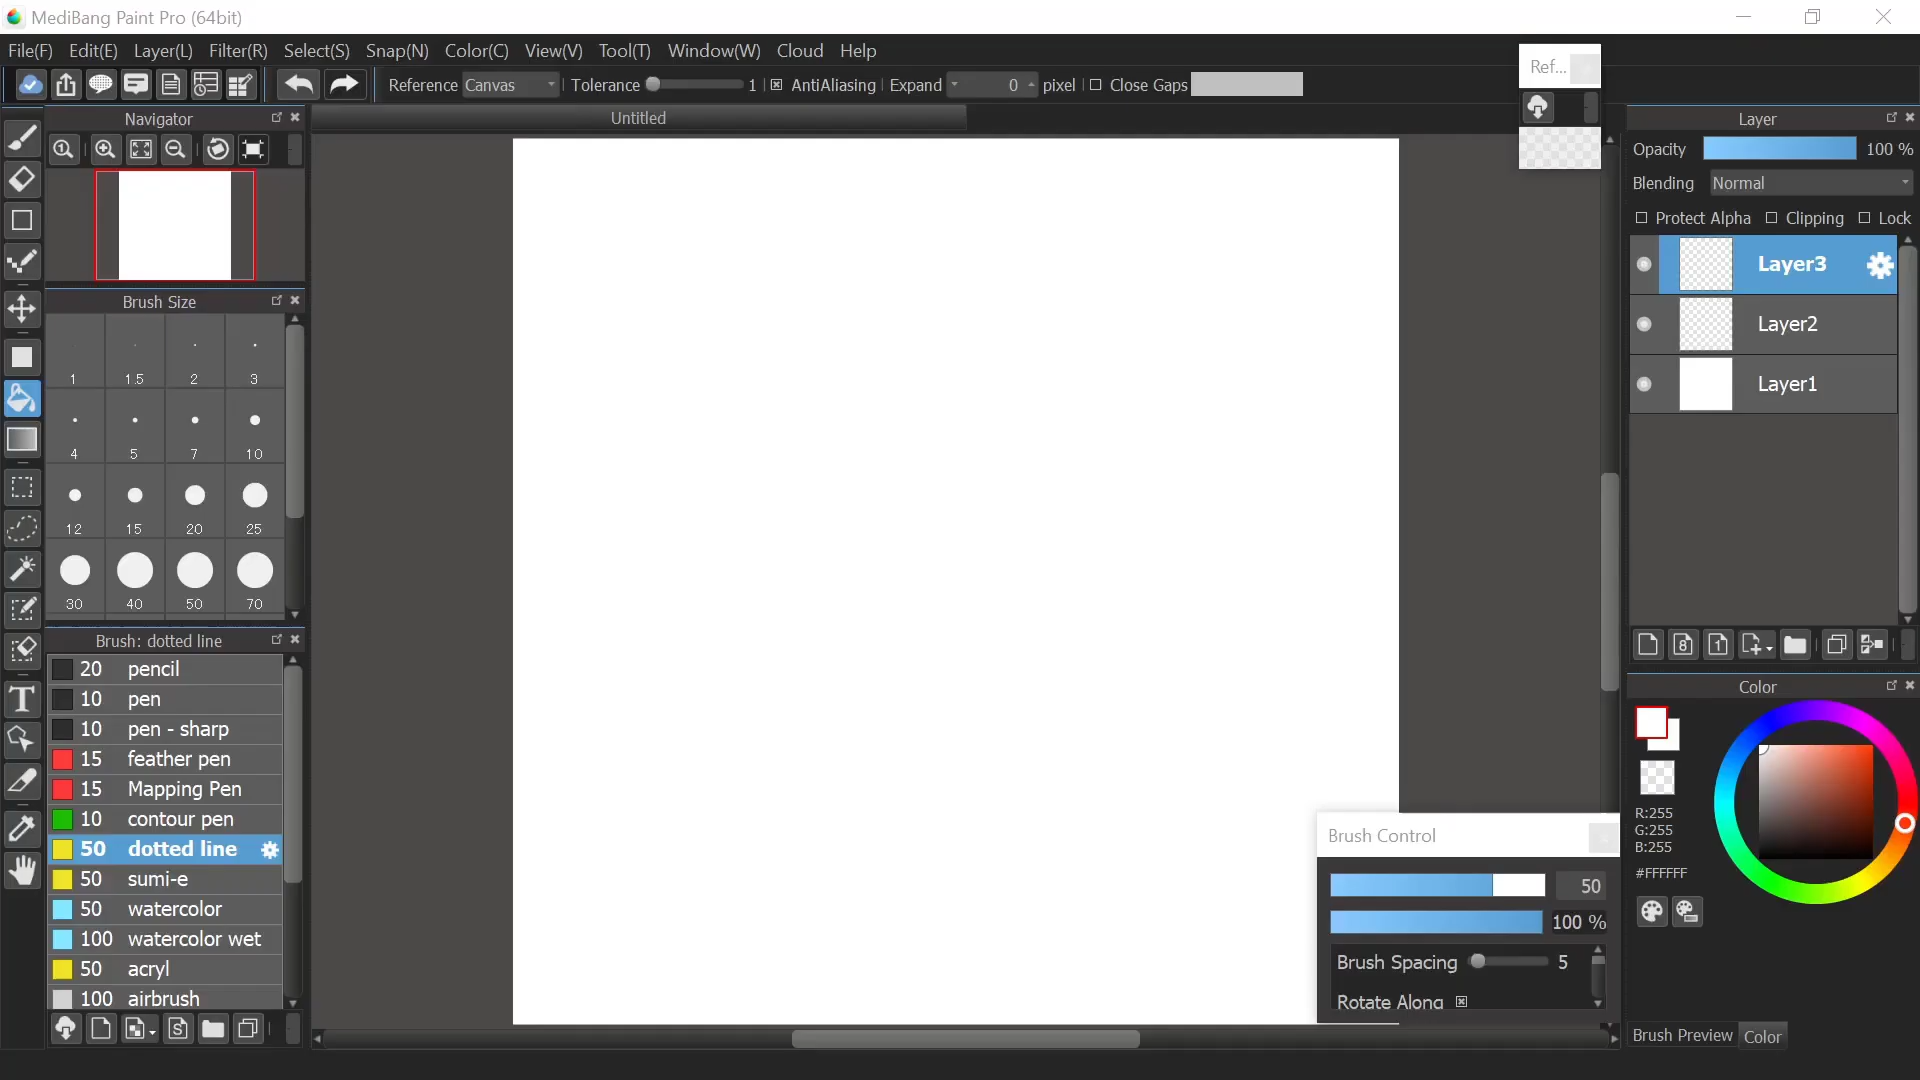 MediBang Paint Pro (64bit)
File(F) Edit(E) Layer(L) Filter(R) Select(S) Snap(N) Color(C) View(V) Tool(T) Window(W) Cloud Help
Reference Canvas Tolerance 1 AntiAliasing Expand 0 pixel Close Gaps
Ref...
Navigator
Untitled
Layer
Opacity 100 %
Blending Normal
Protect Alpha Clipping Lock
Layer3
Layer2
Layer1
Brush Size
1 1.5 2 3
4 5 7 10
12 15 20 25
30 40 50 70
Brush: dotted line
20 pencil
10 pen
10 pen - sharp
15 feather pen
15 Mapping Pen
10 contour pen
50 dotted line
50 sumi-e
50 watercolor
100 watercolor wet
50 acryl
100 airbrush
Brush Control
50
100 %
Brush Spacing 5
Rotate Along
Color
R:255
G:255
B:255
#FFFFFF
Brush Preview Color